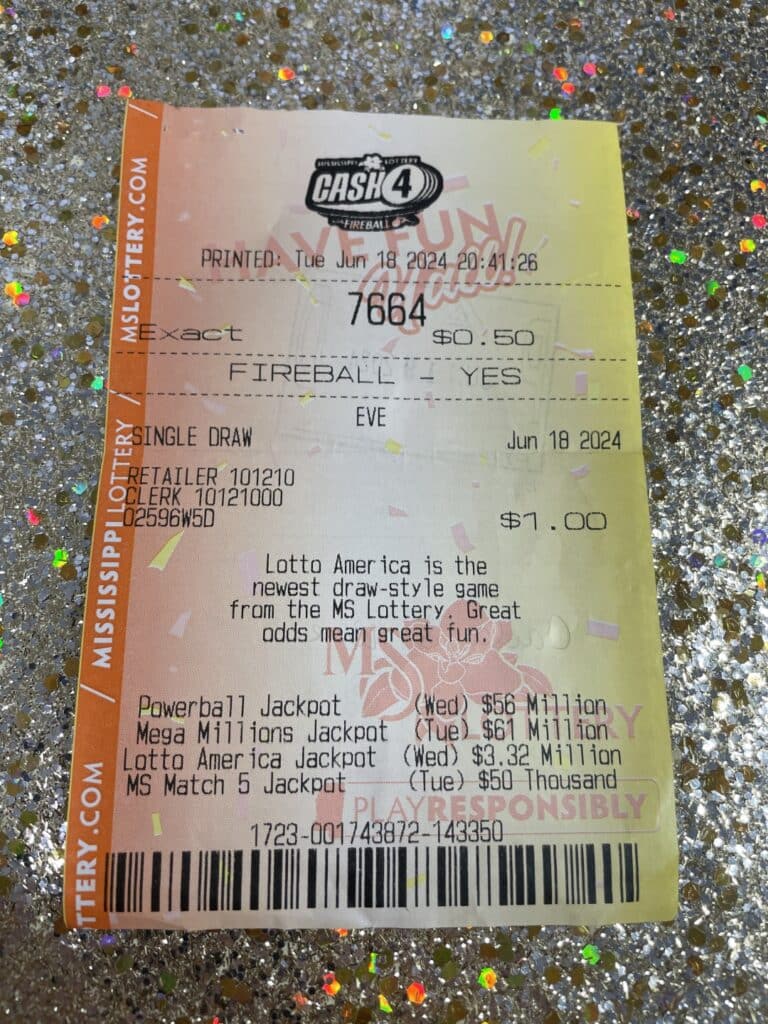 MISSISSIPPI LOTTERY
CASH 4
FIREBALL
HAVE FUN
Y'all!
PRINTED: Tue Jun 18 2024 20:41:26
7664
Exact $0.50
FIREBALL - YES
EVE
SINGLE DRAW Jun 18 2024
RETAILER 101210
CLERK 10121000
02596W5D $1.00
Lotto America is the
newest draw-style game
from the MS Lottery. Great
odds mean great fun.
MS
LOTTERY
Powerball Jackpot (Wed) $56 Million
Mega Millions Jackpot (Tue) $61 Million
Lotto America Jackpot (Wed) $3.32 Million
MS Match 5 Jackpot (Tue) $50 Thousand
PLAYRESPONSIBLY
1723-001743872-143350
TTERY.COM / MISSISSIPPI LOTTERY / MSLOTTERY.COM /